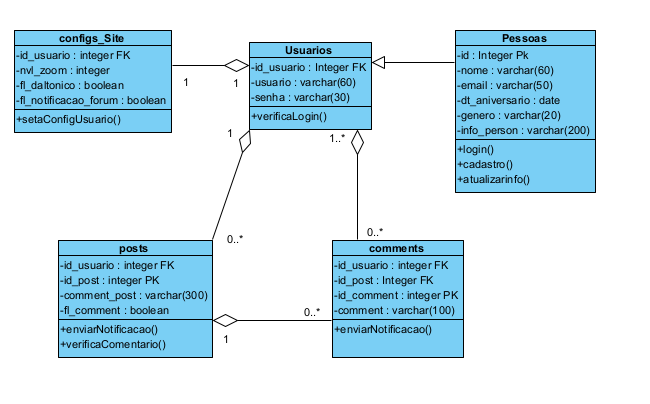 configs_Site
-id_usuario : integer FK
-nvl_zoom : integer
-fl_daltonico : boolean
-fl_notificacao_forum : boolean
+setaConfigUsuario()
1
1
Usuarios
-id_usuario : Integer FK
-usuario : varchar(60)
-senha : varchar(30)
+verificaLogin()
Pessoas
-id : Integer Pk
-nome : varchar(60)
-email : varchar(50)
-dt_aniversario : date
-genero : varchar(20)
-info_person : varchar(200)
+login()
+cadastro()
+atualizarinfo()
1
1..*
0..*
0..*
posts
-id_usuario : integer FK
-id_post : integer PK
-comment_post : varchar(300)
-fl_comment : boolean
+enviarNotificacao()
+verificaComentario()
1
0..*
comments
-id_usuario : integer FK
-id_post : Integer FK
-id_comment : integer PK
-comment : varchar(100)
+enviarNotificacao()